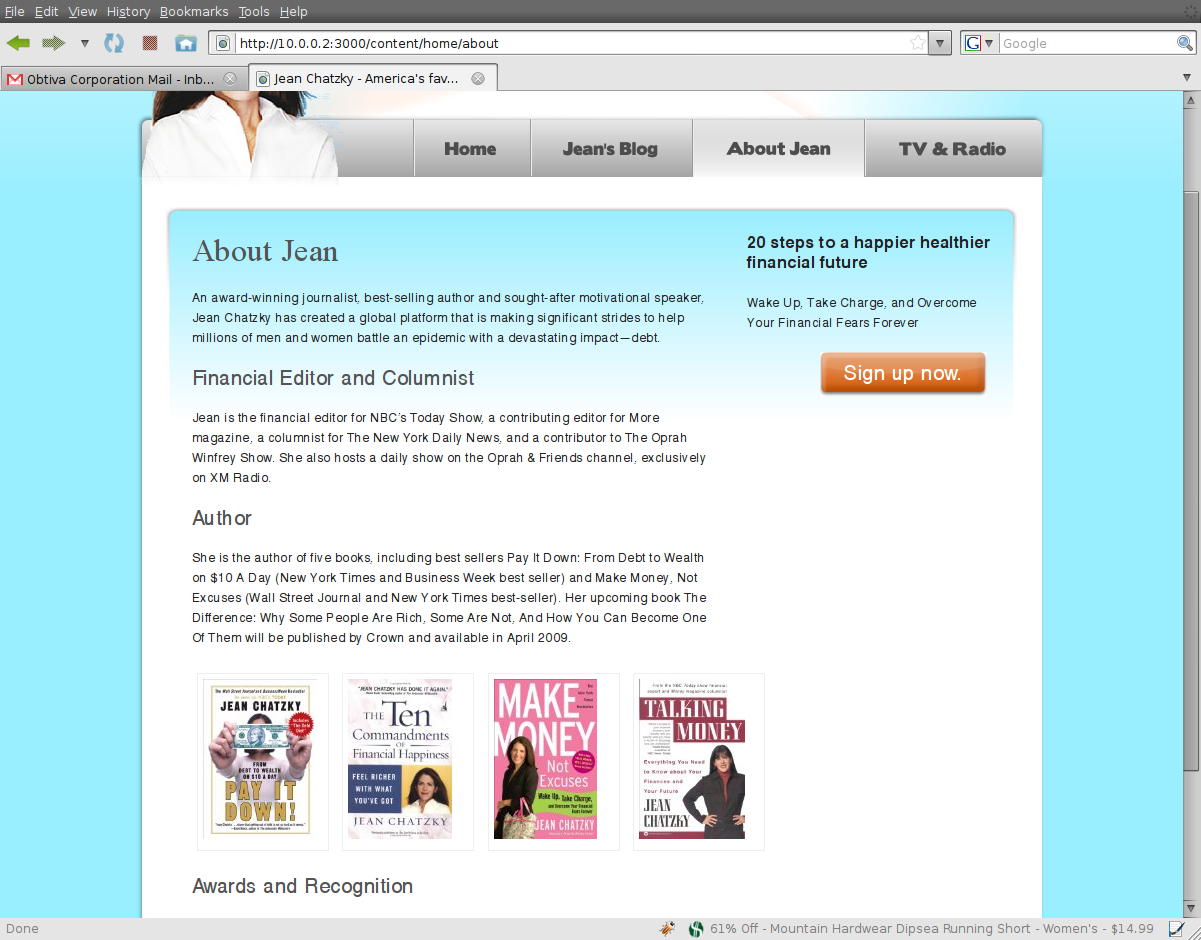 File Edit View History Bookmarks Tools Help
http://10.0.0.2:3000/content/home/about
Google
Obtiva Corporation Mail - Inb...
Jean Chatzky - America's fav...
Home
Jean's Blog
About Jean
TV & Radio
About Jean
An award-winning journalist, best-selling author and sought-after motivational speaker,
Jean Chatzky has created a global platform that is making significant strides to help
millions of men and women battle an epidemic with a devastating impact—debt.
Financial Editor and Columnist
Jean is the financial editor for NBC's Today Show, a contributing editor for More
magazine, a columnist for The New York Daily News, and a contributor to The Oprah
Winfrey Show. She also hosts a daily show on the Oprah & Friends channel, exclusively
on XM Radio.
Author
She is the author of five books, including best sellers Pay It Down: From Debt to Wealth
on $10 A Day (New York Times and Business Week best seller) and Make Money, Not
Excuses (Wall Street Journal and New York Times best-seller). Her upcoming book The
Difference: Why Some People Are Rich, Some Are Not, And How You Can Become One
Of Them will be published by Crown and available in April 2009.
20 steps to a happier healthier
financial future
Wake Up, Take Charge, and Overcome
Your Financial Fears Forever
Sign up now.
JEAN CHATZKY
FROM
DEBT TO WEALTH
ON $10 A DAY
PAY IT
DOWN!
"JEAN CHATZKY HAS DONE IT AGAIN."
THE Ten
Commandments
OF
Financial Happiness
FEEL RICHER
WITH WHAT
YOU'VE GOT
JEAN CHATZKY
MAKE
MONEY
Not
Excuses
Wake Up, Take Charge,
and Overcome Your Financial
Fears Forever
JEAN CHATZKY
TALKING
MONEY
Everything You Need
to Know about Your
Finances and
Your Future
JEAN
CHATZKY
Awards and Recognition
Done
61% Off - Mountain Hardwear Dipsea Running Short - Women's - $14.99